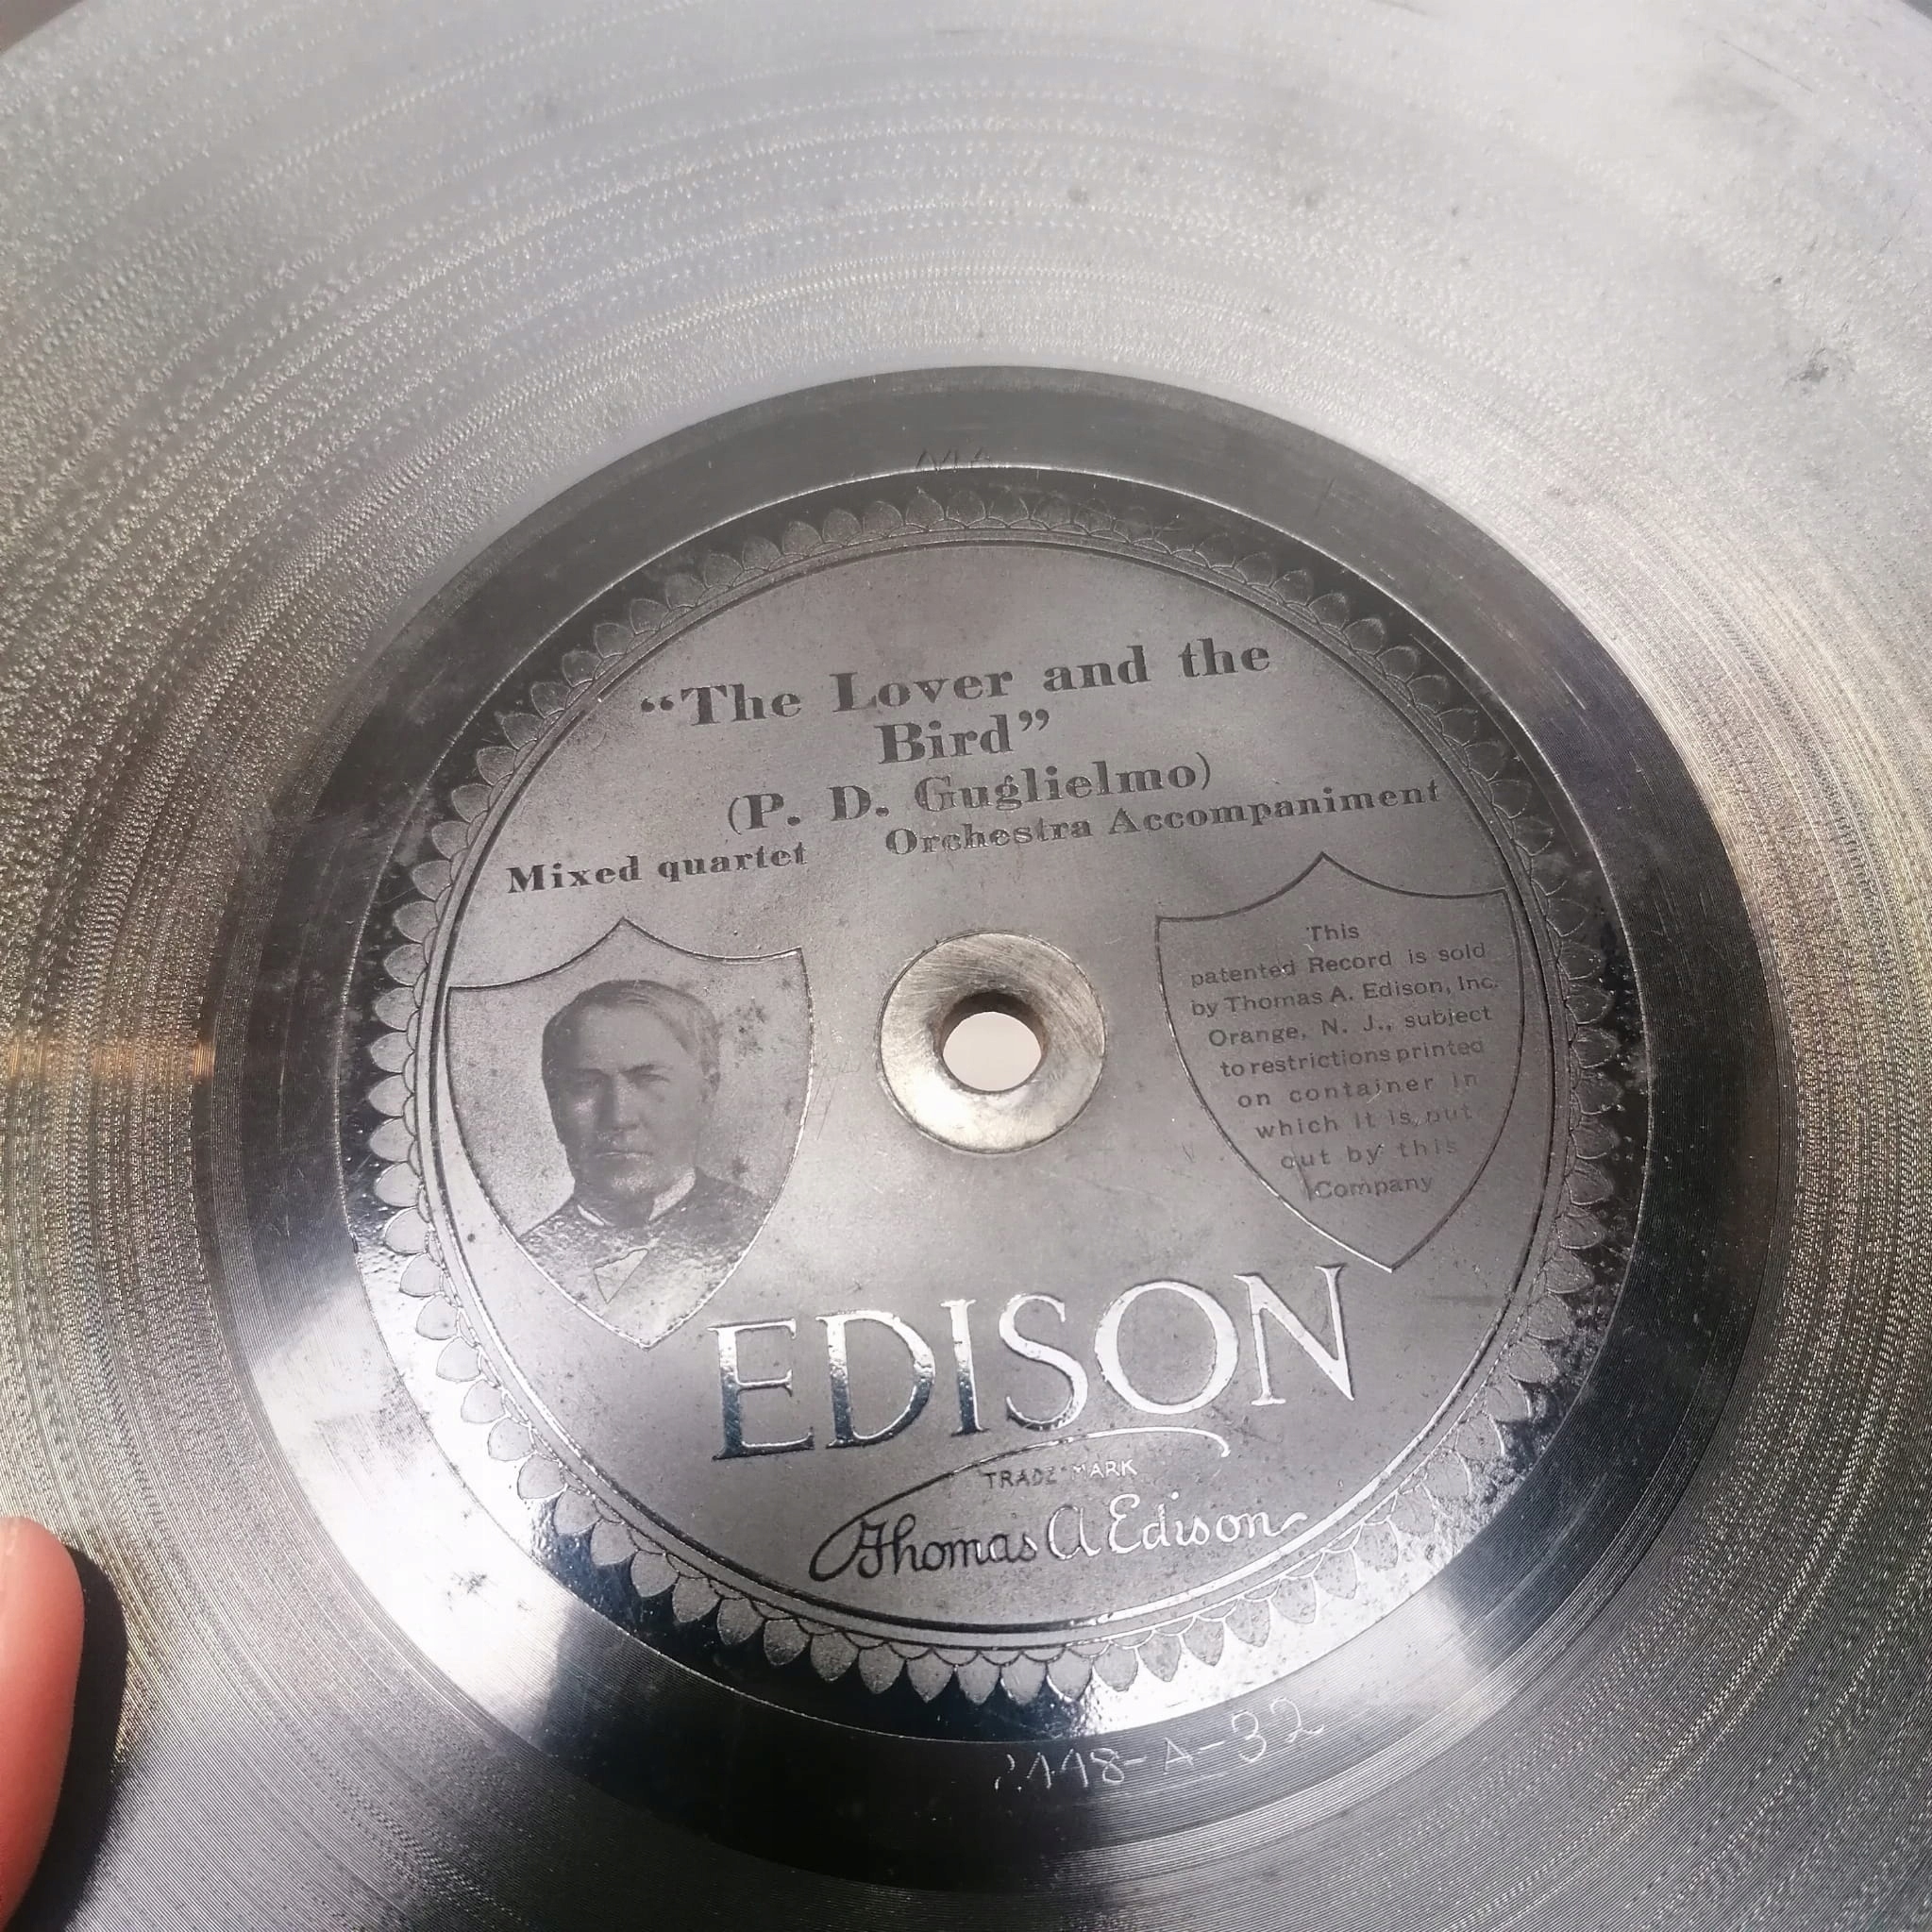 “The Lover and the
Bird”
(P. D. Guglielmo)
Mixed quartet Orchestra Accompaniment
This
patented Record is sold
by Thomas A. Edison, Inc.
Orange, N. J., subject
to restrictions printed
on container in
which it is put
out by this
Company
EDISON
TRADE MARK
Thomas A Edison
2448-A-32